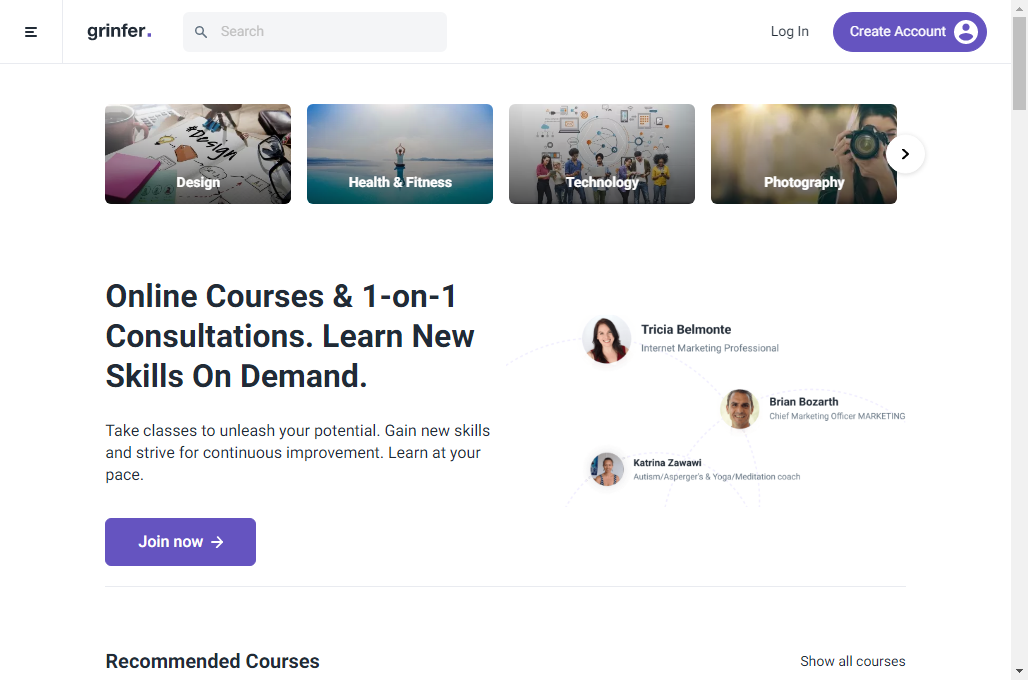 grinfer.
Search
Log In
Create Account
#Design
Design
Health & Fitness
Technology
Photography
Online Courses & 1-on-1
Consultations. Learn New
Skills On Demand.
Take classes to unleash your potential. Gain new skills
and strive for continuous improvement. Learn at your
pace.
Join now
Tricia Belmonte
Internet Marketing Professional
Brian Bozarth
Chief Marketing Officer MARKETING
Katrina Zawawi
Autism/Asperger's & Yoga/Meditation coach
Recommended Courses
Show all courses